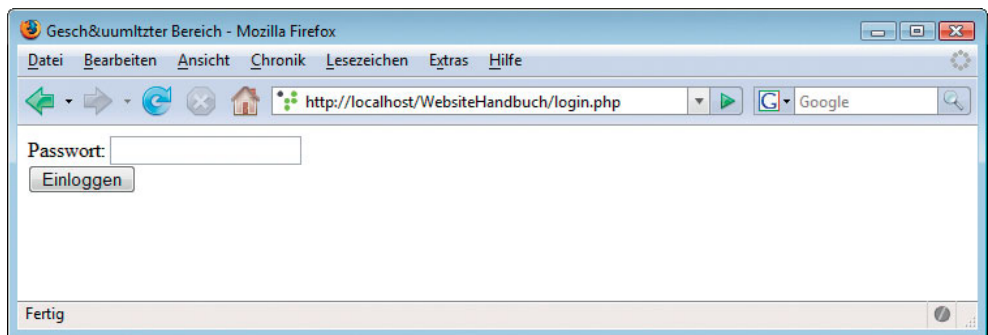 Gesch&uumltzter Bereich - Mozilla Firefox
Datei Bearbeiten Ansicht Chronik Lesezeichen Extras Hilfe
http://localhost/WebsiteHandbuch/login.php G Google
Passwort:
Einloggen
Fertig